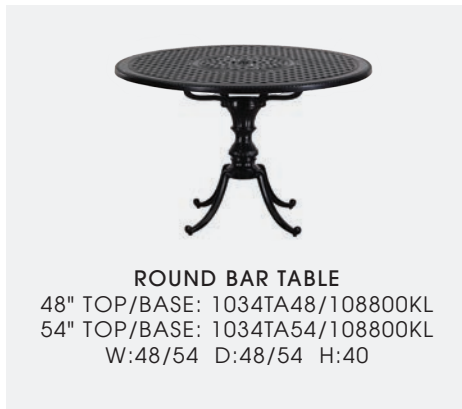 ROUND BAR TABLE
48" TOP/BASE: 1034TA48/108800KL
54" TOP/BASE: 1034TA54/108800KL
W:48/54 D:48/54 H:40